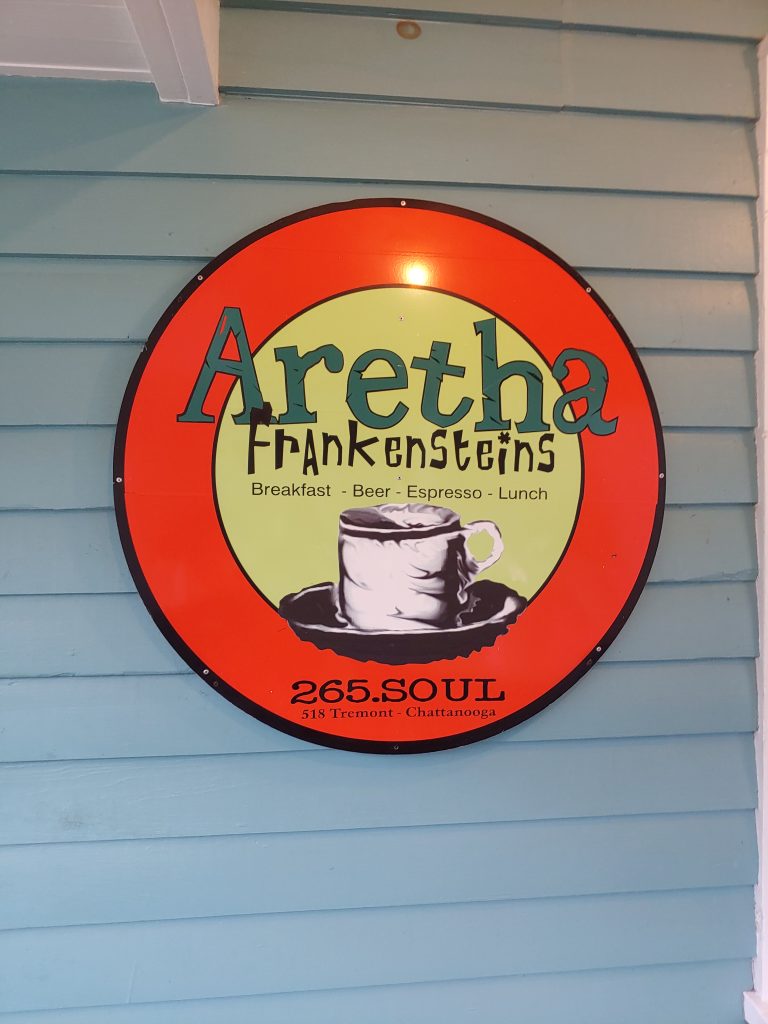 Aretha
Frankensteins
Breakfast - Beer - Espresso - Lunch
265.SOUL
518 Tremont - Chattanooga